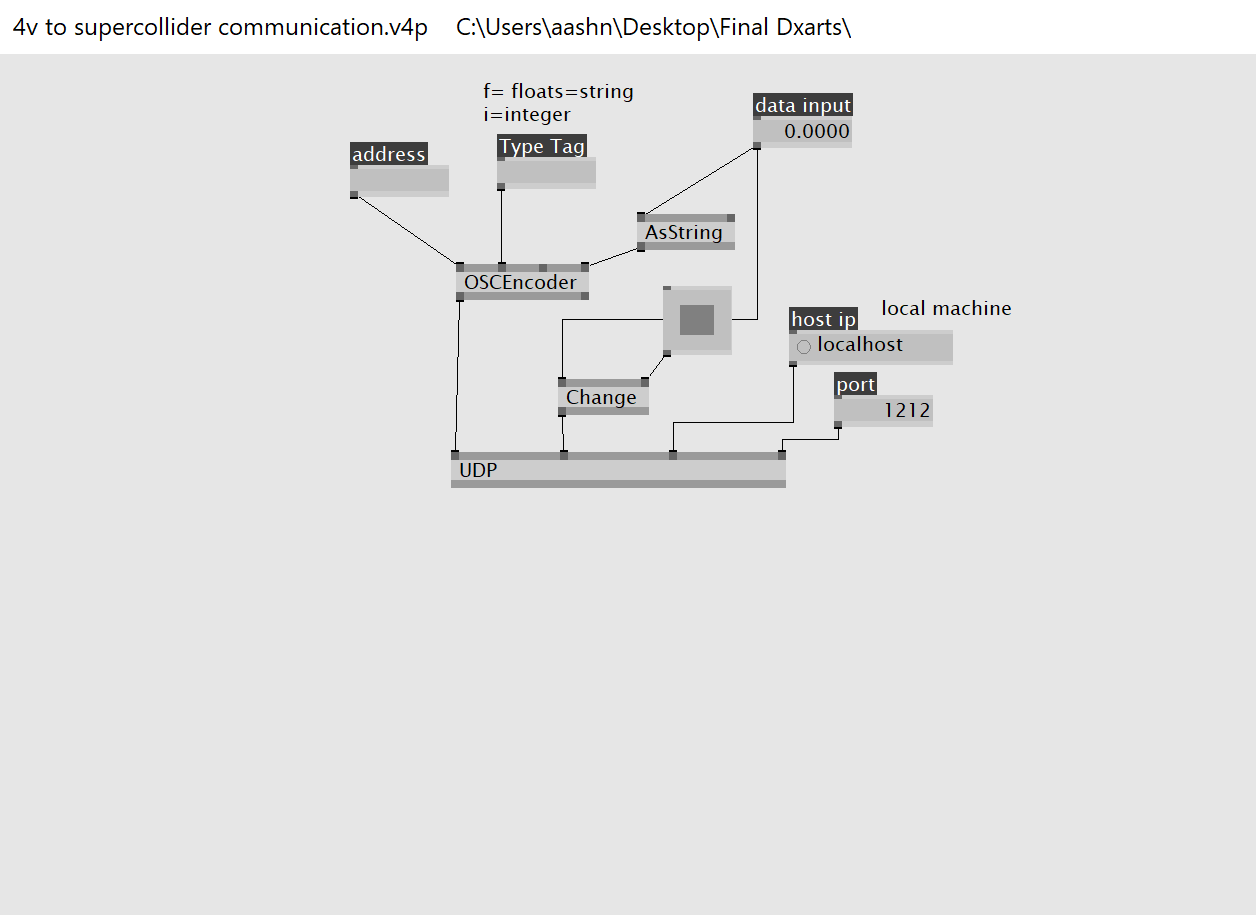 4v to supercollider communication.v4p C:\Users\aashn\Desktop\Final Dxarts\
f= floats=string
i=integer
data input
0.0000
Type Tag
address
AsString
OSCEncoder
local machine
host ip
localhost
port
Change
1212
UDP